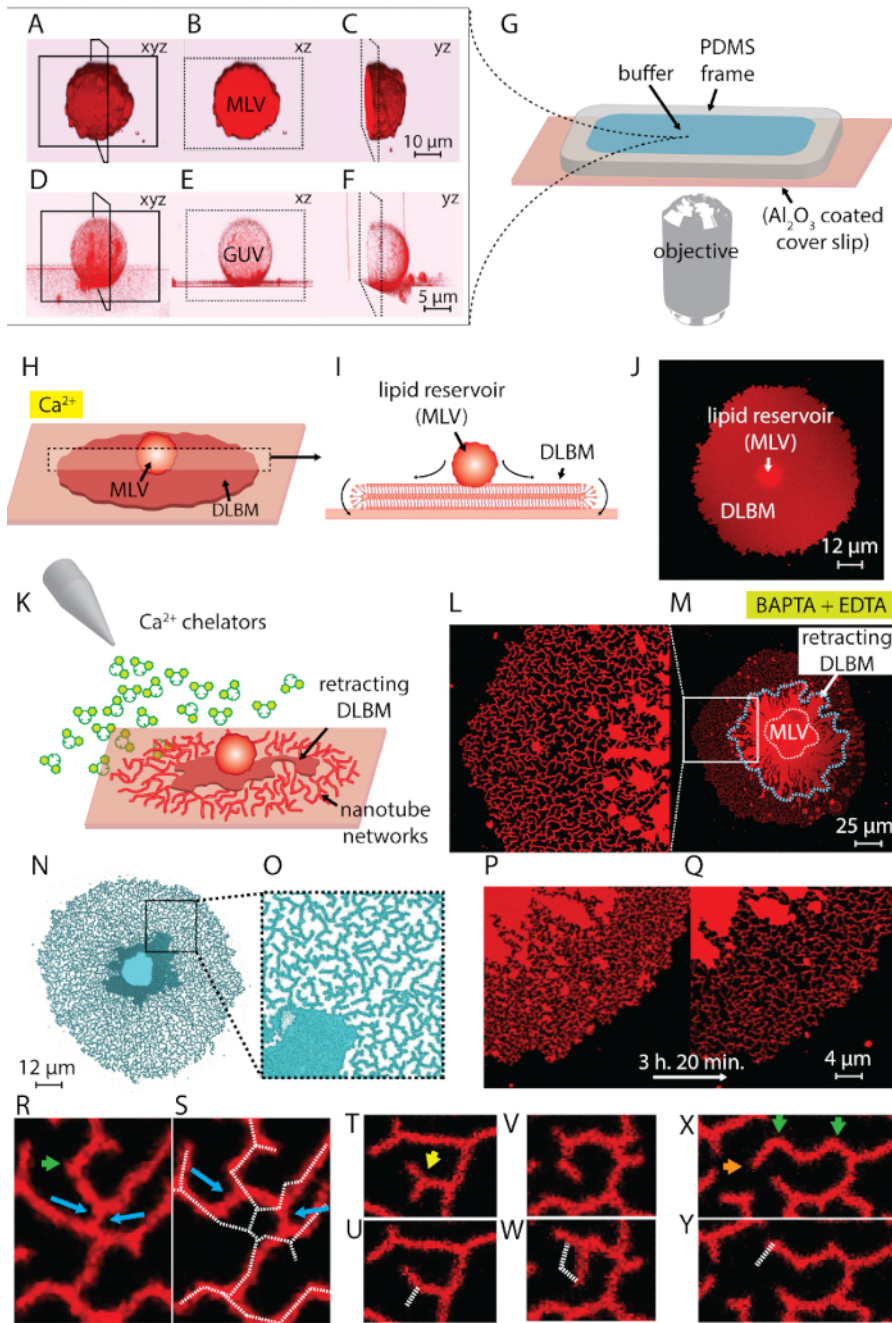 A
xyz
B
xz
MLV
C
yz
10 µm
D
xyz
E
xz
GUV
F
yz
5 µm
G
PDMS
frame
buffer
(Al₂O₃ coated
cover slip)
objective
H
Ca²⁺
MLV
DLBM
I
lipid reservoir
(MLV)
DLBM
J
lipid reservoir
(MLV)
DLBM
12 µm
K
Ca²⁺ chelators
retracting
DLBM
nanotube
networks
L
M
BAPTA + EDTA
retracting
DLBM
MLV
25 µm
N
12 µm
O
P
3 h. 20 min.
Q
4 µm
R
S
T
U
V
W
X
Y